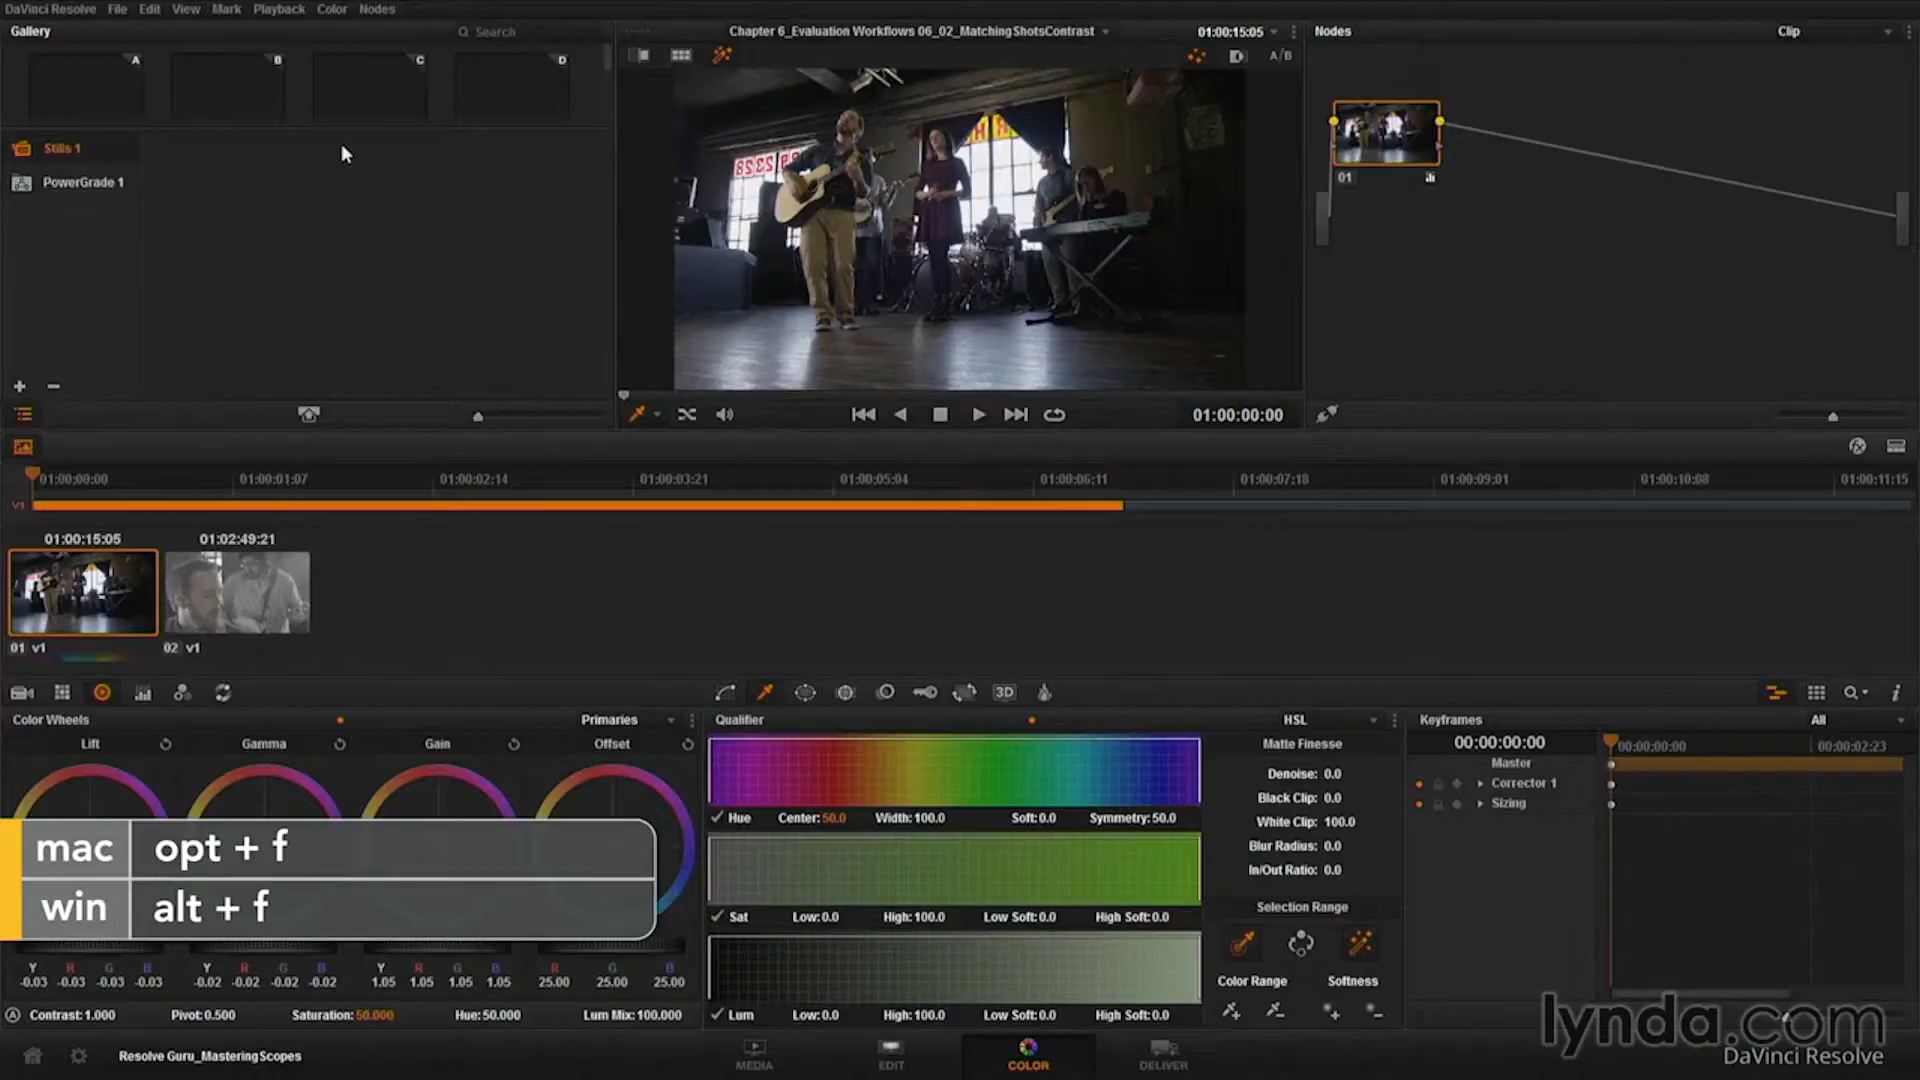 DaVinci Resolve File Edit View Mark Playback Color Nodes
Gallery
Search
Chapter 6_Evaluation Workflows 06_02_MatchingShotsContrast
01:00:15:05
Nodes
Clip
A/B
A
B
C
D
Stills 1
PowerGrade 1
01
01:00:00:00
01:00:00:00 01:00:01:07 01:00:02:14 01:00:03:21 01:00:05:04 01:00:06:11 01:00:07:18 01:00:09:01 01:00:10:08 01:00:11:15
V1
01:00:15:05 01:02:49:21
01 v1 02 v1
3D
Color Wheels
Primaries
Lift Gamma Gain Offset
mac opt + f
win alt + f
Y R G B Y R G B Y R G B R G B
-0.03 -0.03 -0.03 -0.03 -0.02 -0.02 -0.02 -0.02 1.05 1.05 1.05 1.05 25.00 25.00 25.00
A Contrast: 1.000 Pivot: 0.500 Saturation: 50.000 Hue: 50.000 Lum Mix: 100.000
Qualifier
HSL
Hue Center: 50.0 Width: 100.0 Soft: 0.0 Symmetry: 50.0
Sat Low: 0.0 High: 100.0 Low Soft: 0.0 High Soft: 0.0
Lum Low: 0.0 High: 100.0 Low Soft: 0.0 High Soft: 0.0
Matte Finesse
Denoise: 0.0
Black Clip: 0.0
White Clip: 100.0
Blur Radius: 0.0
In/Out Ratio: 0.0
Selection Range
Color Range Softness
Keyframes
All
00:00:00:00
00:00:00:00 00:00:02:23
Master
Corrector 1
Sizing
Resolve Guru_MasteringScopes
MEDIA EDIT COLOR DELIVER
lynda.com
DaVinci Resolve